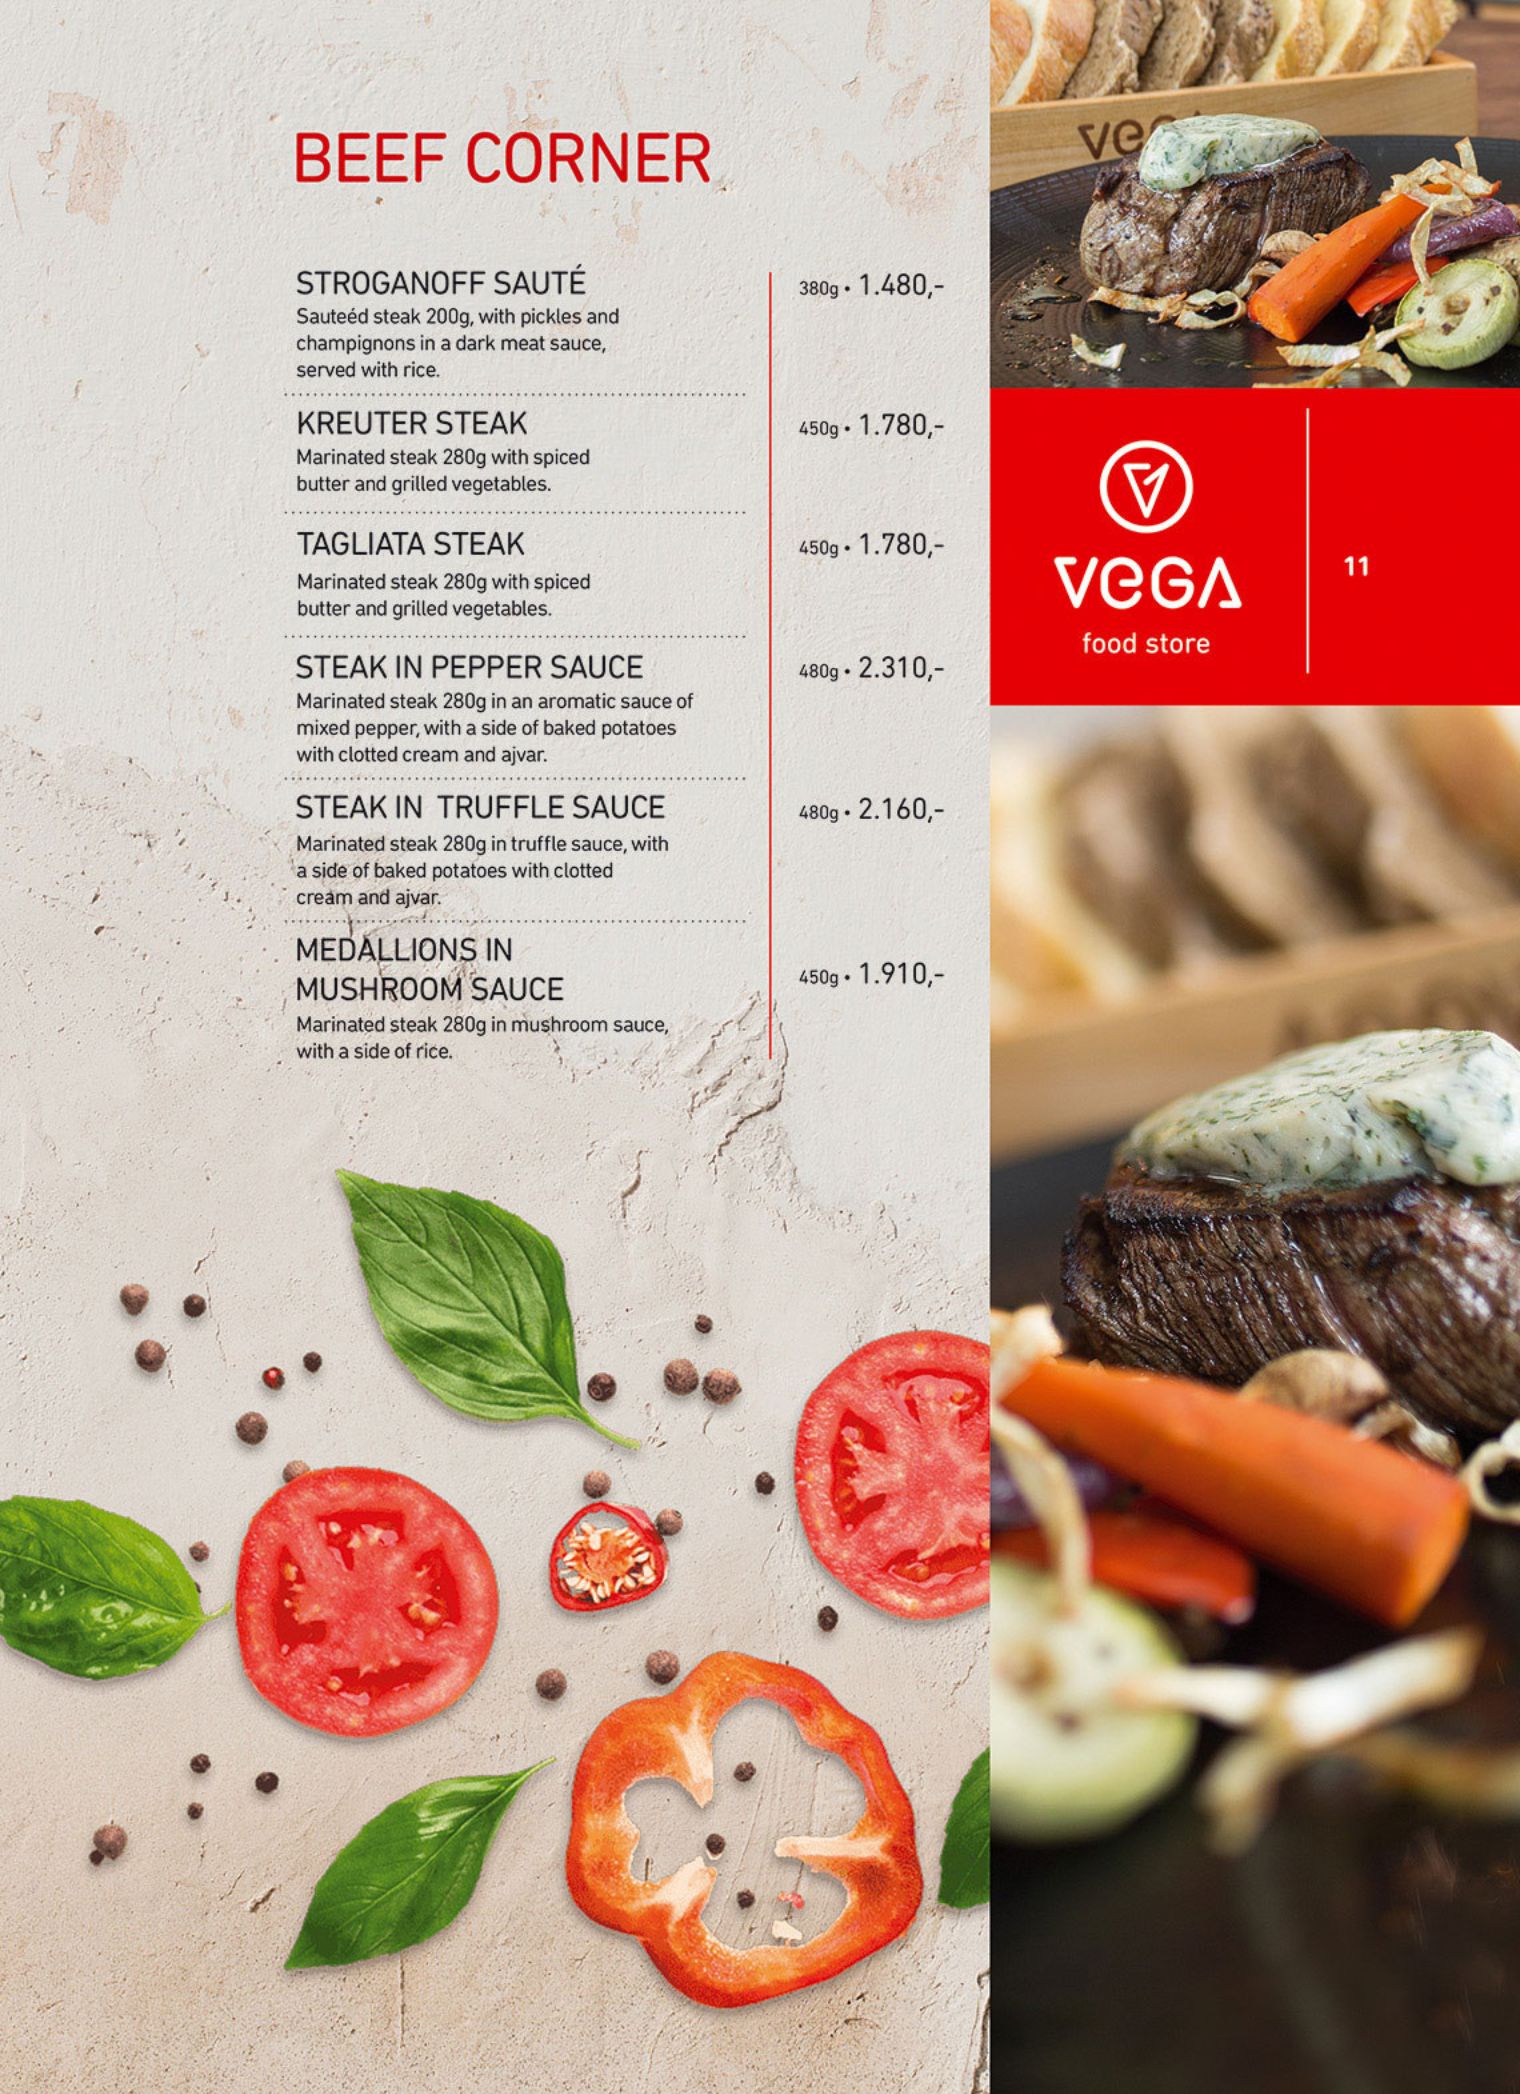 BEEF CORNER
STROGANOFF SAUTÉ
380g • 1.480,-
Sauteéd steak 200g, with pickles and
champignons in a dark meat sauce,
served with rice.
KREUTER STEAK
450g • 1.780,-
Marinated steak 280g with spiced
butter and grilled vegetables.
TAGLIATA STEAK
450g • 1.780,-
Marinated steak 280g with spiced
butter and grilled vegetables.
STEAK IN PEPPER SAUCE
480g • 2.310,-
Marinated steak 280g in an aromatic sauce of
mixed pepper, with a side of baked potatoes
with clotted cream and ajvar.
STEAK IN TRUFFLE SAUCE
480g • 2.160,-
Marinated steak 280g in truffle sauce, with
a side of baked potatoes with clotted
cream and ajvar.
MEDALLIONS IN
MUSHROOM SAUCE
450g • 1.910,-
Marinated steak 280g in mushroom sauce,
with a side of rice.
VEGA
food store
11